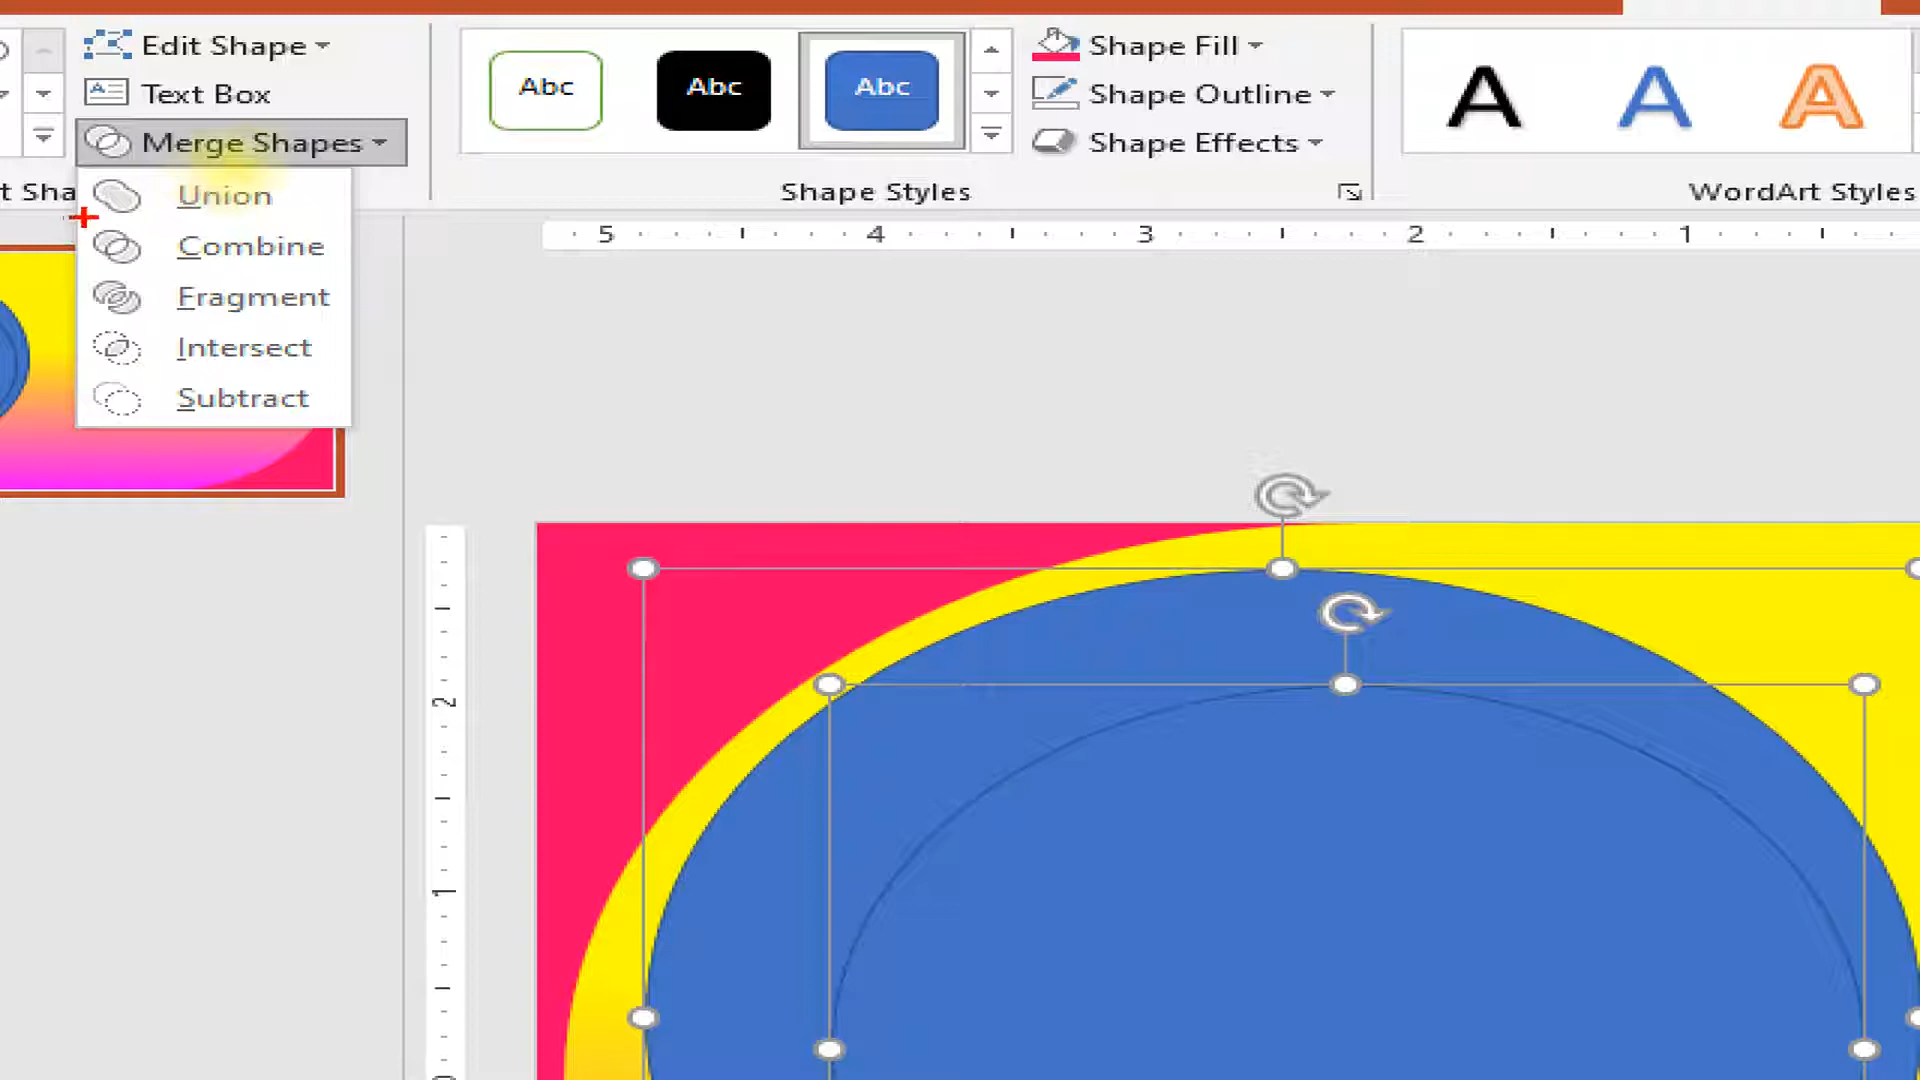 Edit Shape
Text Box
Merge Shapes
t Sha
Union
Combine
Fragment
Intersect
Subtract
Abc Abc Abc
Shape Styles
Shape Fill
Shape Outline
Shape Effects
A A A
WordArt Styles
5 4 3 2 1
2
1